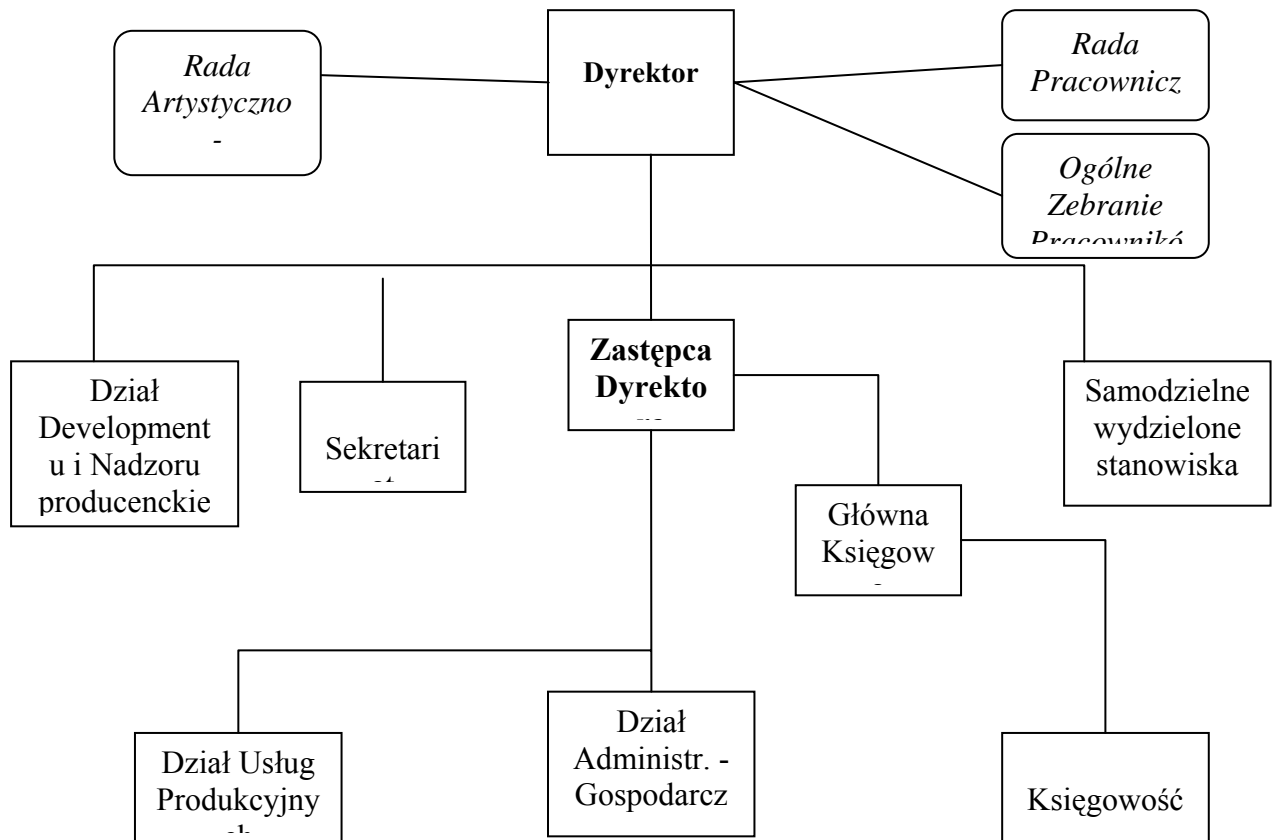 Rada
Artystyczno
-
Dyrektor
Rada
Pracownicz
Ogólne
Zebranie
Pracownikó
Dział
Development
u i Nadzoru
producenckie
Sekretari
Zastępca
Dyrekto
Samodzielne
wydzielone
stanowiska
Główna
Księgow
Dział Usług
Produkcyjny
Dział
Administr. -
Gospodarcz
Księgowość